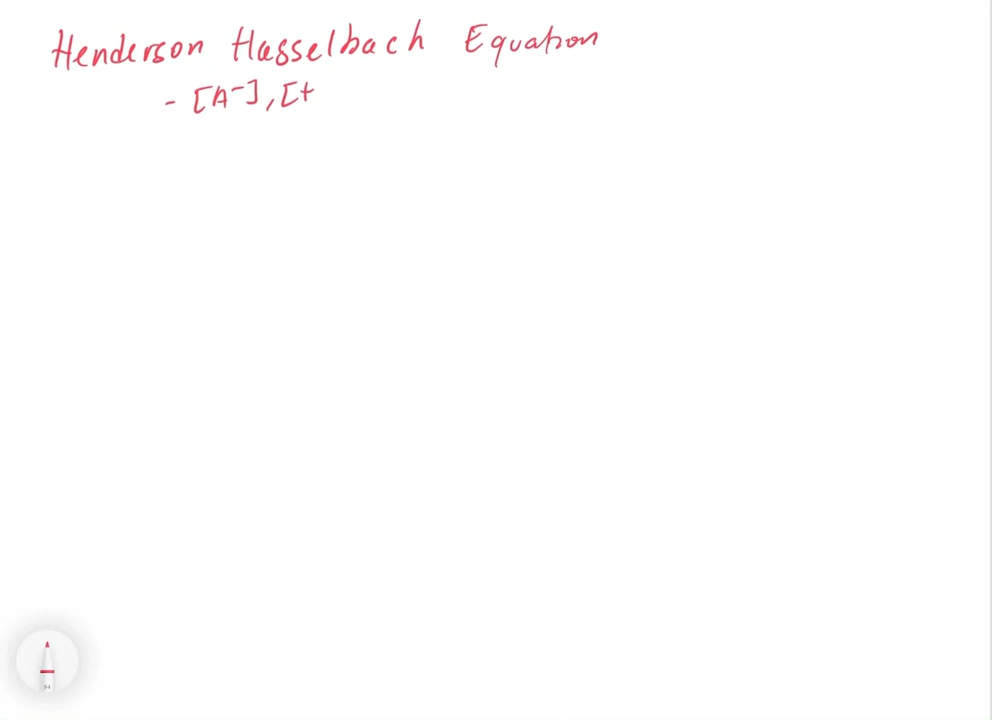 Henderson Hasselbach Equation
- [A⁻], [+